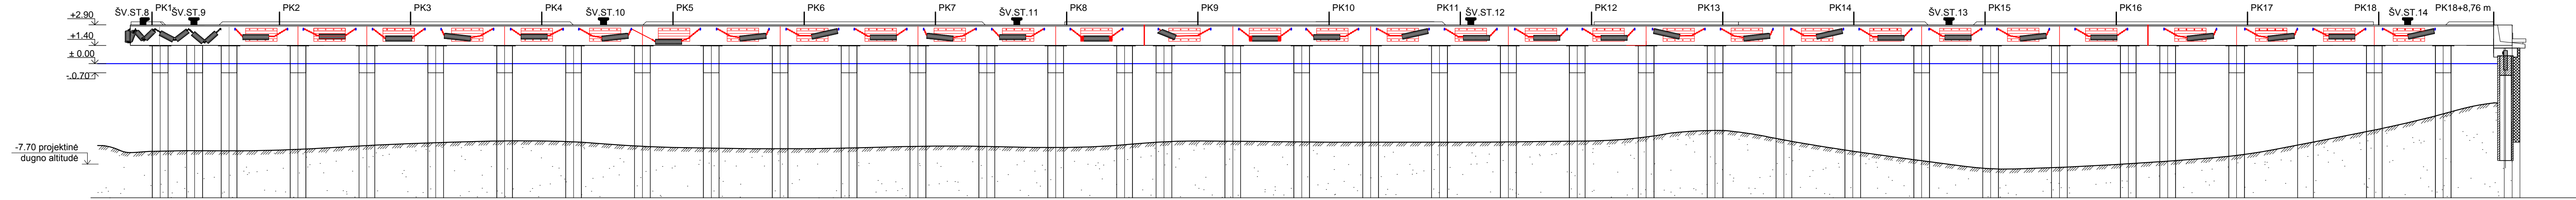 ŠV.ST.8 PK1 ŠV.ST.9 PK2 PK3 PK4 ŠV.ST.10 PK5 PK6 PK7 ŠV.ST.11 PK8 PK9 PK10 PK11 ŠV.ST.12 PK12 PK13 PK14 ŠV.ST.13 PK15 PK16 PK17 PK18 ŠV.ST.14 PK18+8,76 m
+2.90
+1.40
± 0.00
-.0.70
-7.70 projektinė
dugno altitudė